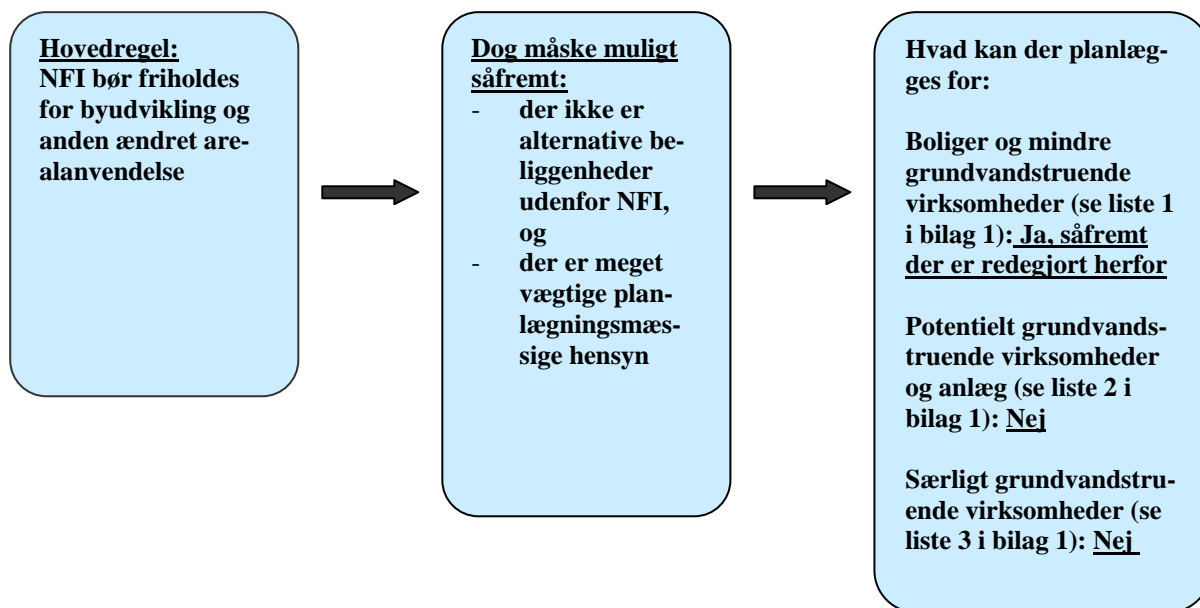 Hovedregel:
NFI bør friholdes
for byudvikling og
anden ændret are-
alanvendelse
Dog måske muligt
såfremt:
- der ikke er
alternative be-
liggenheder
udenfor NFI,
og
- der er meget
vægtige plan-
lægningsmæs-
sige hensyn
Hvad kan der planlæg-
ges for:
Boliger og mindre
grundvandstruende
virksomheder (se liste 1
i bilag 1): Ja, såfremt
der er redegjort herfor
Potentielt grundvands-
truende virksomheder
og anlæg (se liste 2 i
bilag 1): Nej
Særligt grundvandstru-
ende virksomheder (se
liste 3 i bilag 1): Nej